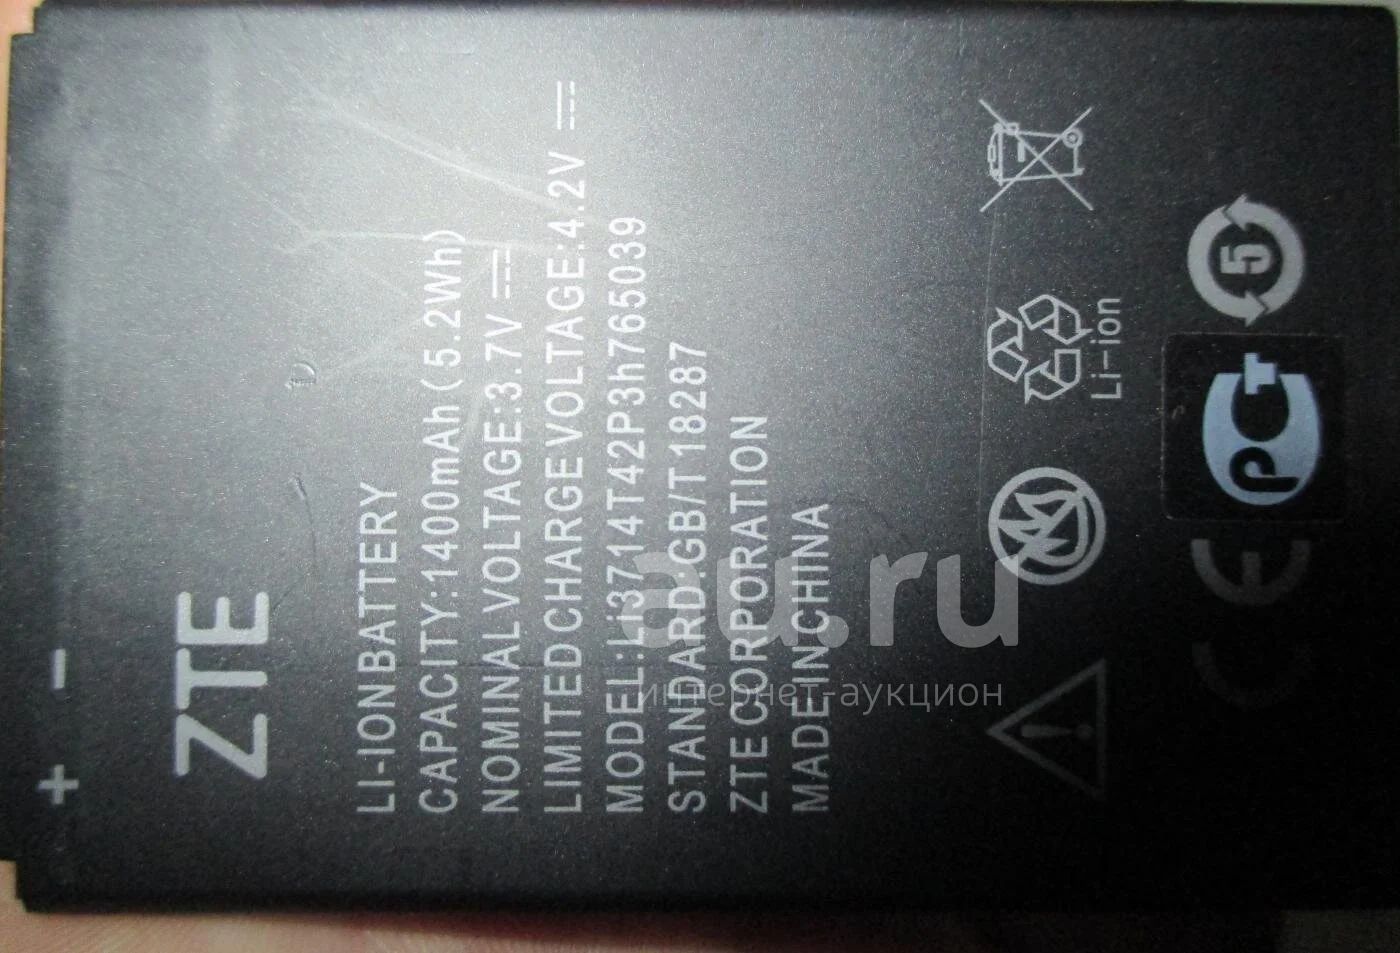 + −
ZTE
LI-IONBATTERY
CAPACITY:1400mAh(5.2Wh)
NOMINAL VOLTAGE:3.7V
LIMITED CHARGE VOLTAGE:4.2V
MODEL:Li3714T42P3h765039
STANDARD:GB/T18287
ZTE CORPORATION
MADE IN CHINA
Li-ion
CE
РСТ
5
au.ru
интернет-аукцион